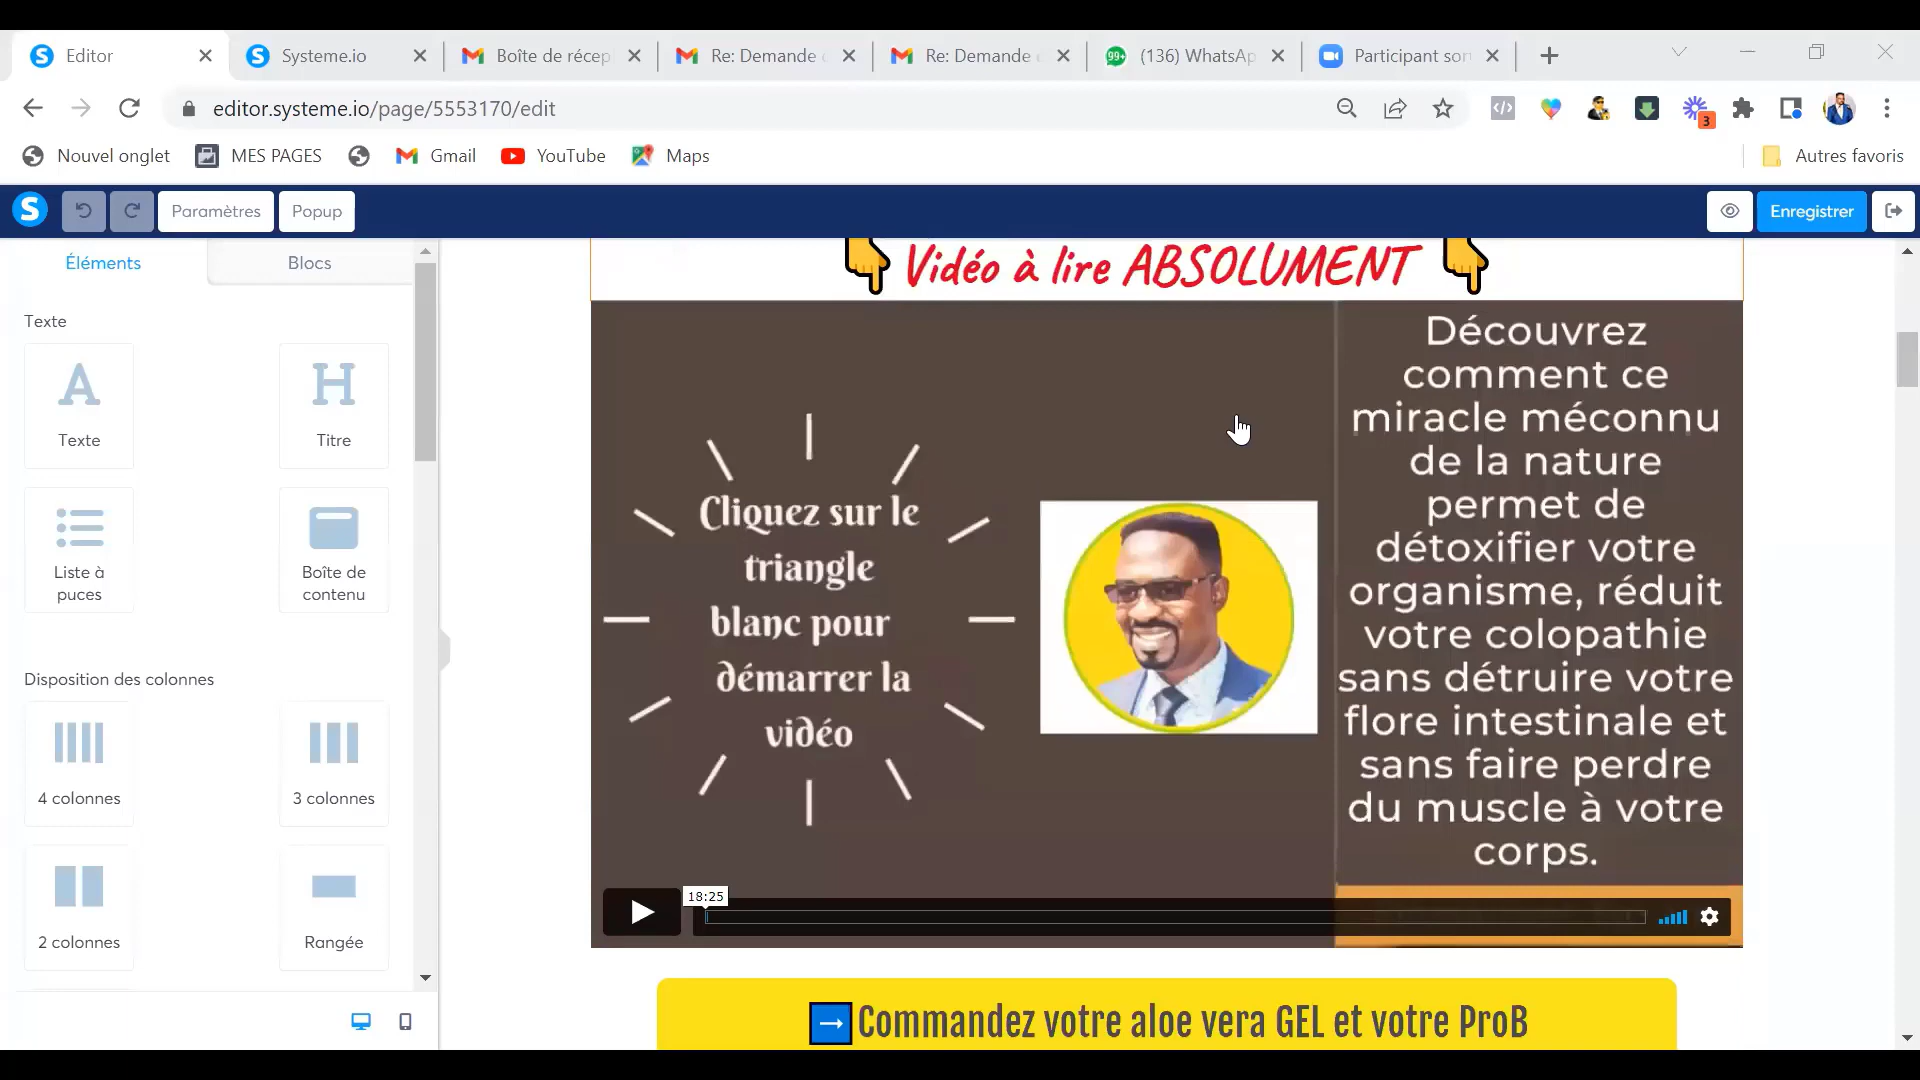 Editor
Systeme.io
Boîte de récep
Re: Demande
Re: Demande
(136) WhatsAp
Participant sor
editor.systeme.io/page/5553170/edit
3
Nouvel onglet
MES PAGES
Gmail
YouTube
Maps
Autres favoris
S
Paramètres
Popup
Enregistrer
Éléments
Blocs
Texte
A
Texte
H
Titre
Liste à
puces
Boîte de
contenu
Disposition des colonnes
4 colonnes
3 colonnes
2 colonnes
Rangée
Vidéo à lire ABSOLUMENT
Cliquez sur le
triangle
blanc pour
démarrer la
vidéo
Découvrez
comment ce
miracle méconnu
de la nature
permet de
détoxifier votre
organisme, réduit
votre colopathie
sans détruire votre
flore intestinale et
sans faire perdre
du muscle à votre
corps.
18:25
Commandez votre aloe vera GEL et votre ProB